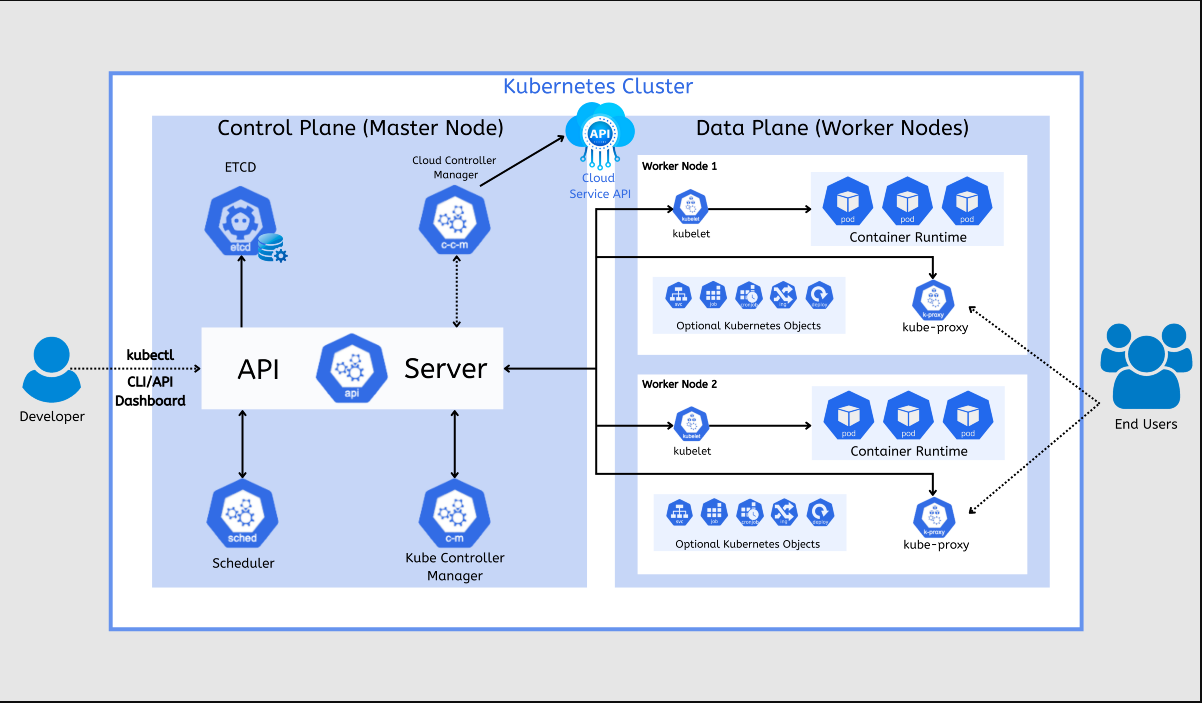 Kubernetes Cluster
Control Plane (Master Node)
API
Cloud
Service API
Data Plane (Worker Nodes)
ETCD
etcd
Cloud Controller
Manager
c-c-m
Developer
kubectl
CLI/API
Dashboard
API
api
Server
sched
Scheduler
c-m
Kube Controller
Manager
Worker Node 1
kubelet
kubelet
pod
pod
pod
Container Runtime
svc
job
cronjob
ing
deploy
Optional Kubernetes Objects
k-proxy
kube-proxy
Worker Node 2
kubelet
kubelet
pod
pod
pod
Container Runtime
svc
job
cronjob
ing
deploy
Optional Kubernetes Objects
k-proxy
kube-proxy
End Users